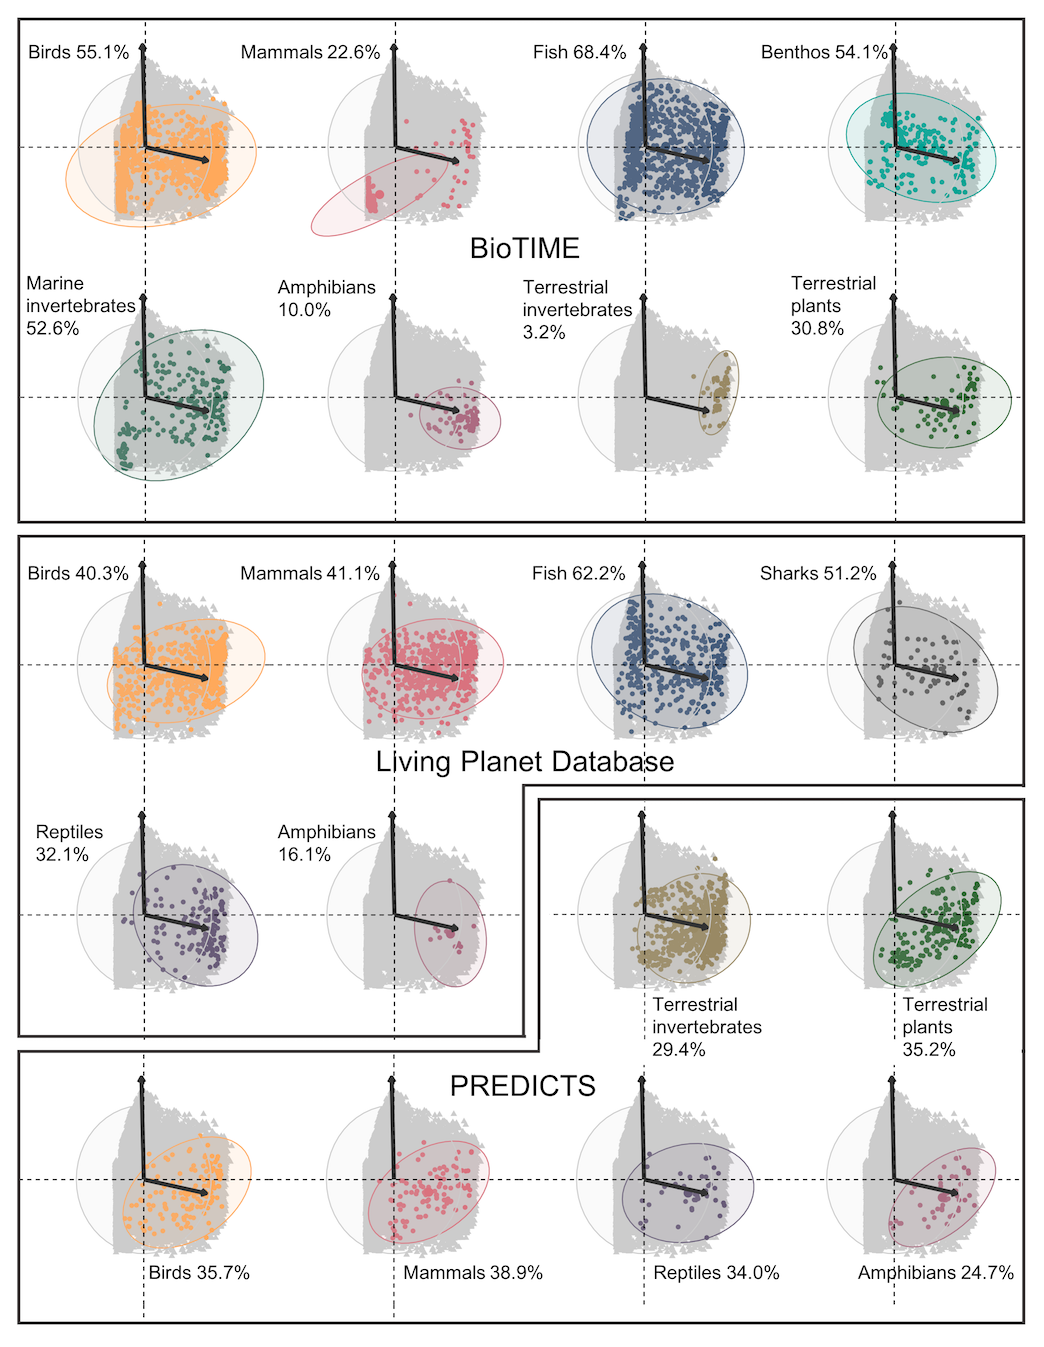 Birds 55.1%
Mammals 22.6%
Fish 68.4%
Benthos 54.1%
BioTIME
Marine
invertebrates
52.6%
Amphibians
10.0%
Terrestrial
invertebrates
3.2%
Terrestrial
plants
30.8%
Birds 40.3%
Mammals 41.1%
Fish 62.2%
Sharks 51.2%
Living Planet Database
Reptiles
32.1%
Amphibians
16.1%
Terrestrial
invertebrates
29.4%
Terrestrial
plants
35.2%
PREDICTS
Birds 35.7%
Mammals 38.9%
Reptiles 34.0%
Amphibians 24.7%